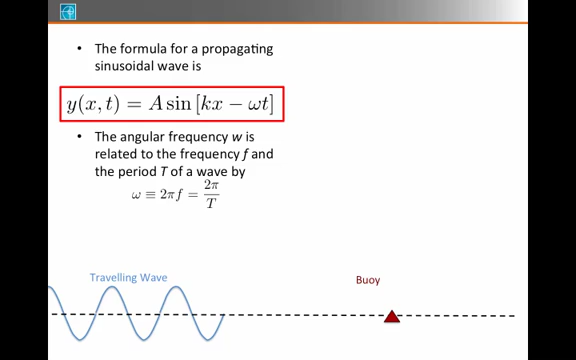 • The formula for a propagating
sinusoidal wave is
y(x, t) = A sin [kx − ωt]
• The angular frequency w is
related to the frequency f and
the period T of a wave by
ω ≡ 2πf = 2π/T
Travelling Wave
Buoy